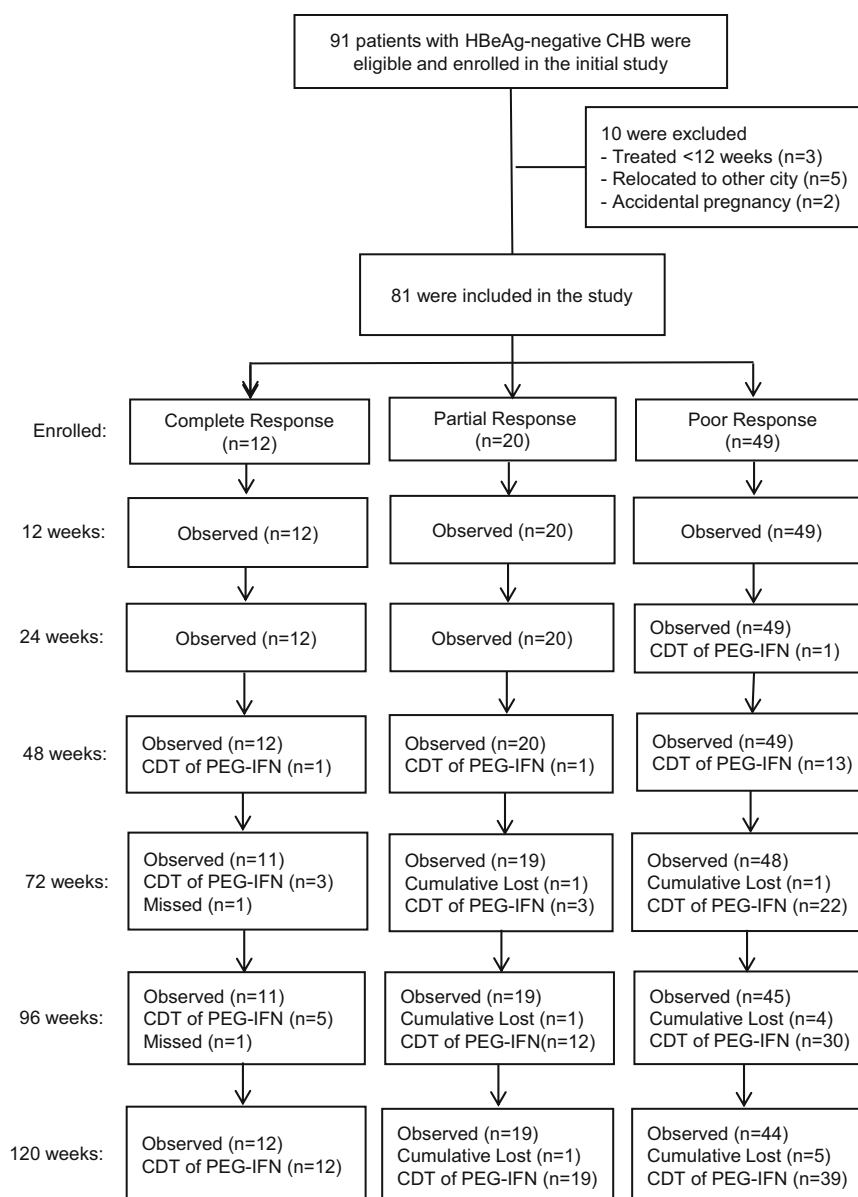 91 patients with HBeAg-negative CHB were
eligible and enrolled in the initial study
10 were excluded
- Treated <12 weeks (n=3)
- Relocated to other city (n=5)
- Accidental pregnancy (n=2)
81 were included in the study
Enrolled:
Complete Response
(n=12)
Partial Response
(n=20)
Poor Response
(n=49)
12 weeks:
Observed (n=12)
Observed (n=20)
Observed (n=49)
24 weeks:
Observed (n=12)
Observed (n=20)
Observed (n=49)
CDT of PEG-IFN (n=1)
48 weeks:
Observed (n=12)
CDT of PEG-IFN (n=1)
Observed (n=20)
CDT of PEG-IFN (n=1)
Observed (n=49)
CDT of PEG-IFN (n=13)
72 weeks:
Observed (n=11)
CDT of PEG-IFN (n=3)
Missed (n=1)
Observed (n=19)
Cumulative Lost (n=1)
CDT of PEG-IFN (n=3)
Observed (n=48)
Cumulative Lost (n=1)
CDT of PEG-IFN (n=22)
96 weeks:
Observed (n=11)
CDT of PEG-IFN (n=5)
Missed (n=1)
Observed (n=19)
Cumulative Lost (n=1)
CDT of PEG-IFN(n=12)
Observed (n=45)
Cumulative Lost (n=4)
CDT of PEG-IFN (n=30)
120 weeks:
Observed (n=12)
CDT of PEG-IFN (n=12)
Observed (n=19)
Cumulative Lost (n=1)
CDT of PEG-IFN (n=19)
Observed (n=44)
Cumulative Lost (n=5)
CDT of PEG-IFN (n=39)